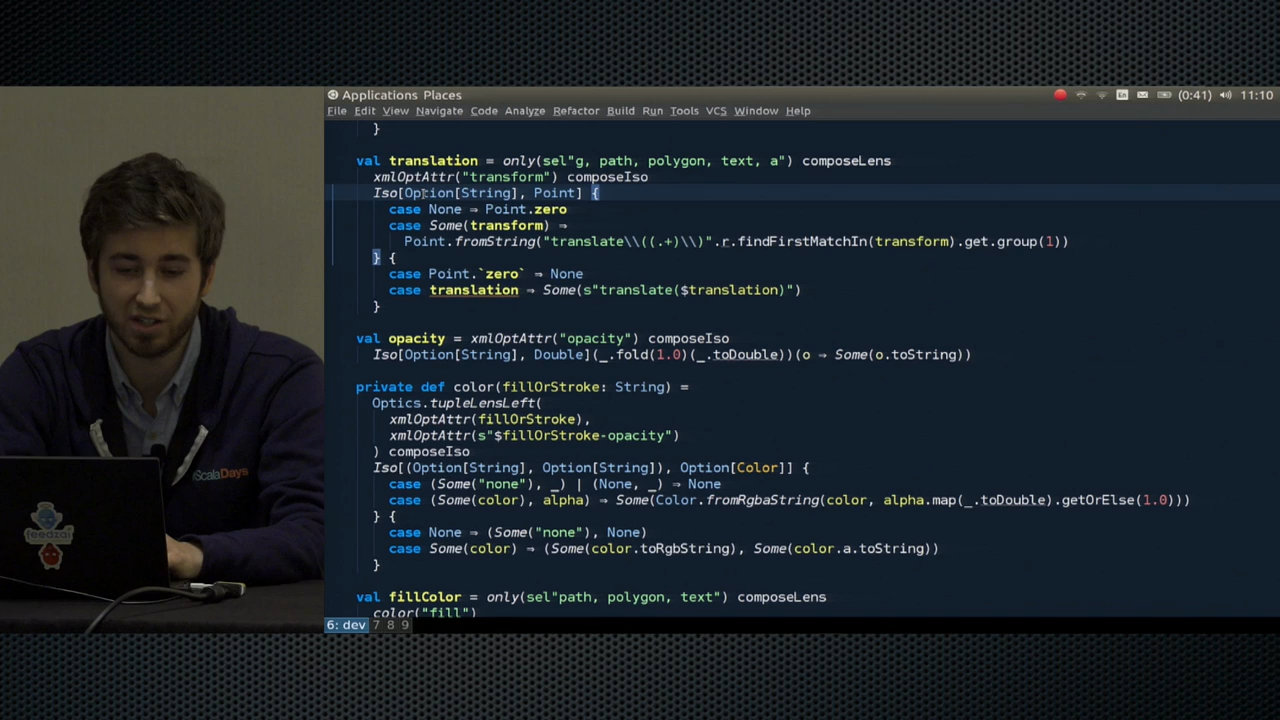 Applications Places
(0:41) 11:10
En
File Edit View Navigate Code Analyze Refactor Build Run Tools VCS Window Help
}
val translation = only(sel"g, path, polygon, text, a") composeLens
xmlOptAttr("transform") composeIso
Iso[Option[String], Point] {
case None ⇒ Point.zero
case Some(transform) ⇒
Point.fromString("translate\\((.+)\\)".r.findFirstMatchIn(transform).get.group(1))
} {
case Point.`zero` ⇒ None
case translation ⇒ Some(s"translate($translation)")
}
val opacity = xmlOptAttr("opacity") composeIso
Iso[Option[String], Double](_.fold(1.0)(_.toDouble))(o ⇒ Some(o.toString))
private def color(fillOrStroke: String) =
Optics.tupleLensLeft(
xmlOptAttr(fillOrStroke),
xmlOptAttr(s"$fillOrStroke-opacity")
) composeIso
Iso[(Option[String], Option[String]), Option[Color]] {
case (Some("none"), _) | (None, _) ⇒ None
case (Some(color), alpha) ⇒ Some(Color.fromRgbaString(color, alpha.map(_.toDouble).getOrElse(1.0)))
} {
case None ⇒ (Some("none"), None)
case Some(color) ⇒ (Some(color.toRgbString), Some(color.a.toString))
}
val fillColor = only(sel"path, polygon, text") composeLens
color("fill")
6: dev 7 8 9
ScalaDays
feedzai